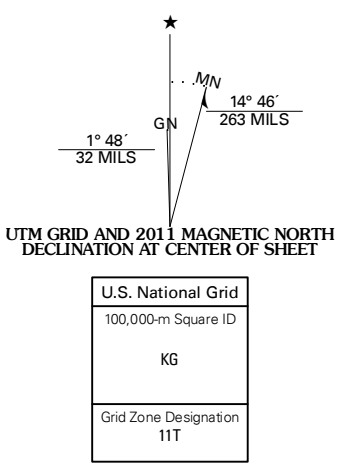 ★
MN
14° 46´
263 MILS
GN
1° 48´
32 MILS
UTM GRID AND 2011 MAGNETIC NORTH
DECLINATION AT CENTER OF SHEET
U.S. National Grid
100,000-m Square ID
KG
Grid Zone Designation
11T